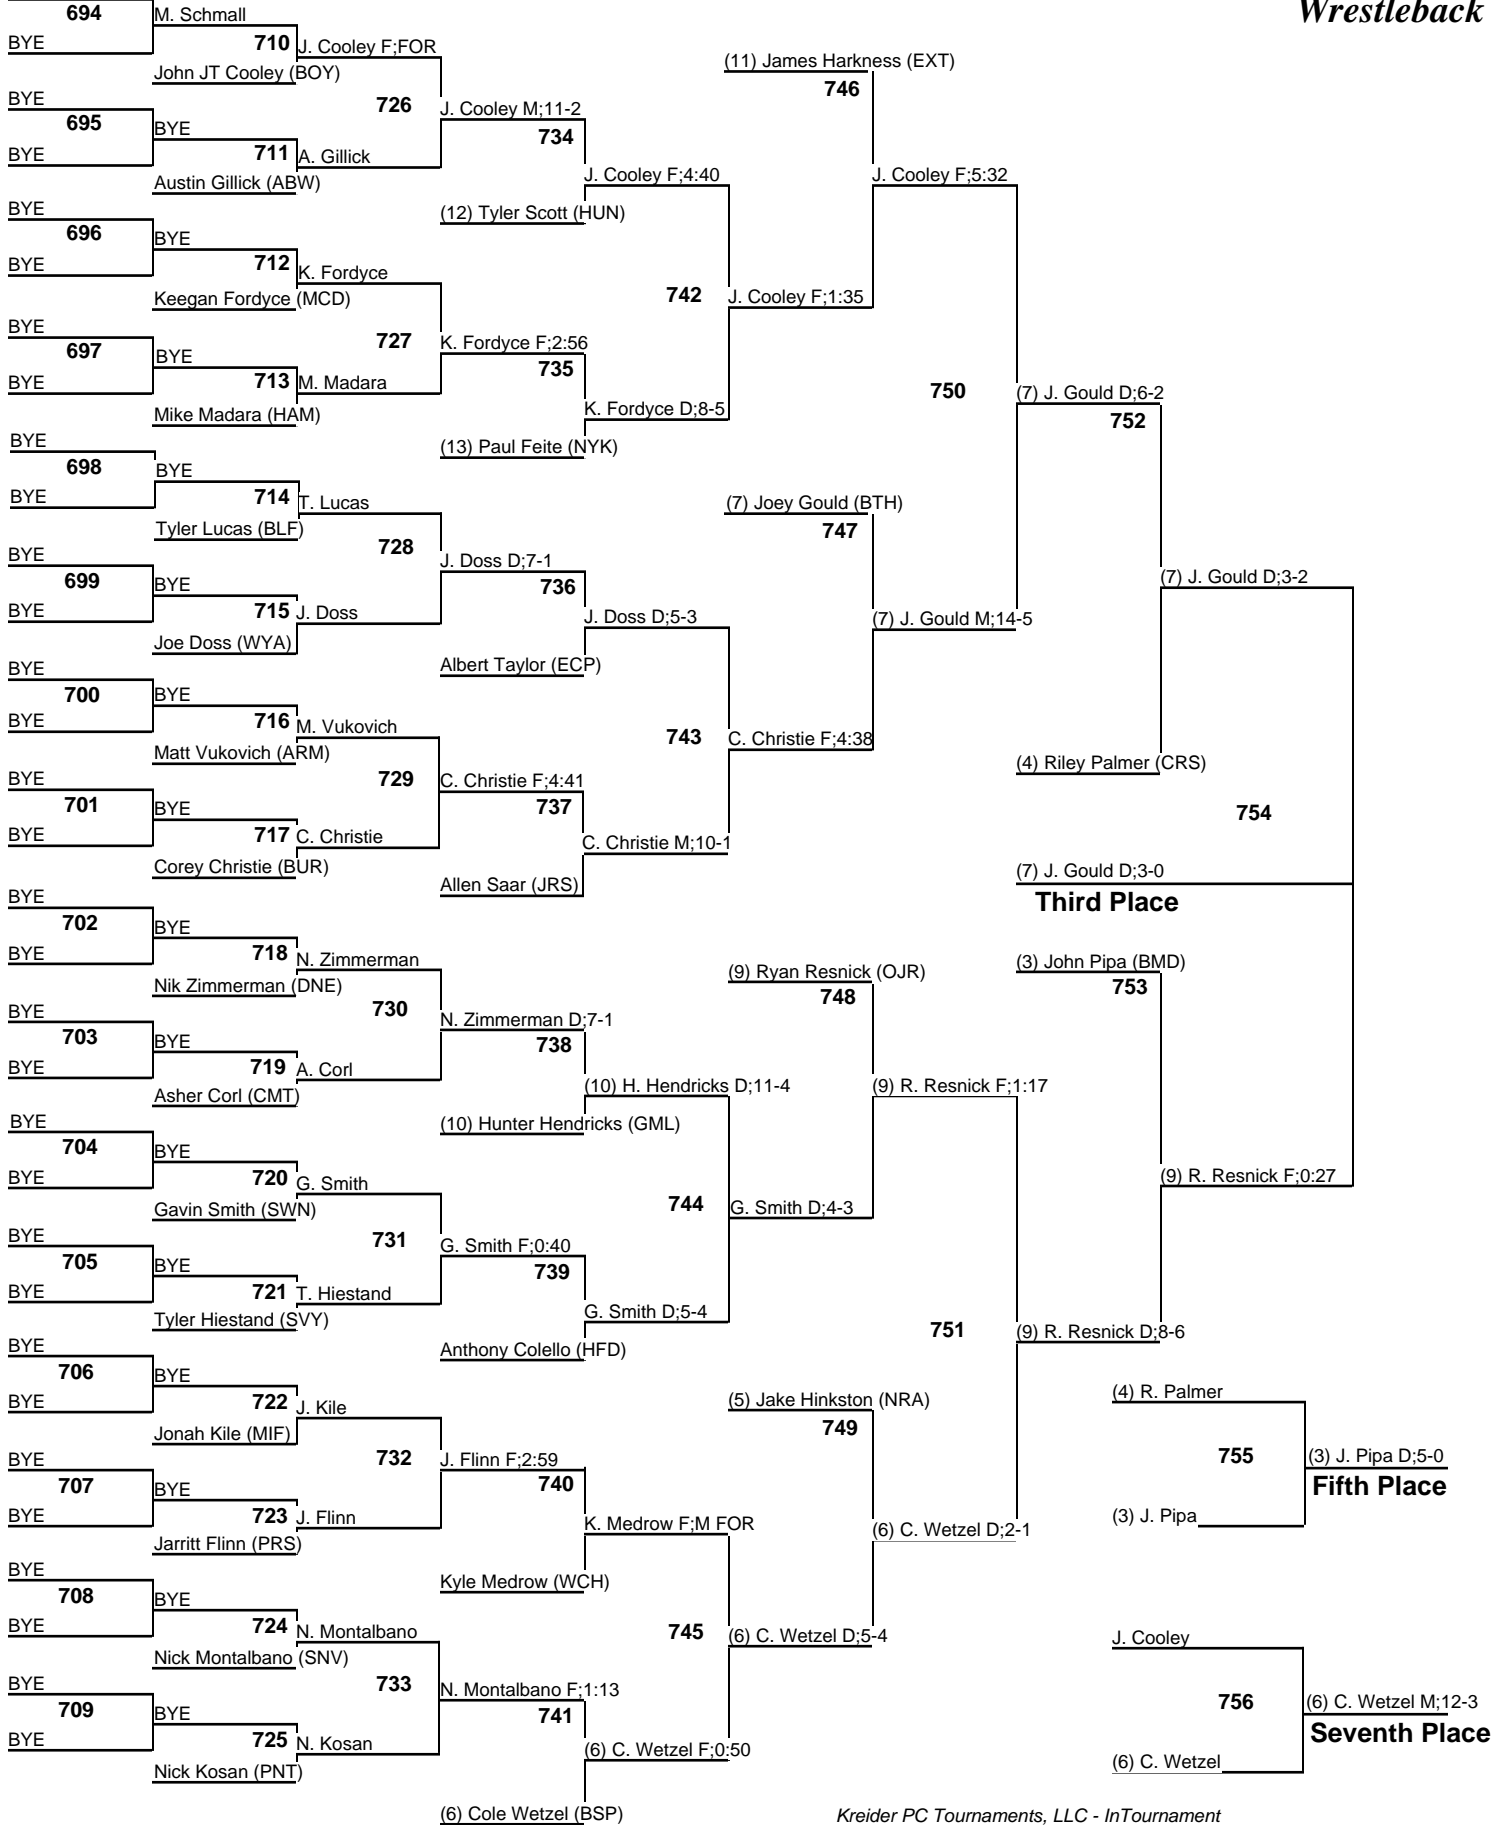 Wrestleback
694
M. Schmall
BYE
710
J. Cooley F;FOR
John JT Cooley (BOY)
(11) James Harkness (EXT)
746
BYE
726
J. Cooley M;11-2
695
BYE
734
BYE
711
A. Gillick
Austin Gillick (ABW)
J. Cooley F;4:40
J. Cooley F;5:32
BYE
(12) Tyler Scott (HUN)
696
BYE
BYE
712
K. Fordyce
Keegan Fordyce (MCD)
742
J. Cooley F;1:35
BYE
727
K. Fordyce F;2:56
697
BYE
735
BYE
713
M. Madara
750
(7) J. Gould D;6-2
Mike Madara (HAM)
K. Fordyce D;8-5
752
BYE
(13) Paul Feite (NYK)
698
BYE
BYE
714
T. Lucas
(7) Joey Gould (BTH)
Tyler Lucas (BLF)
747
BYE
728
J. Doss D;7-1
699
BYE
736
(7) J. Gould D;3-2
BYE
715
J. Doss
J. Doss D;5-3
(7) J. Gould M;14-5
Joe Doss (WYA)
BYE
Albert Taylor (ECP)
700
BYE
BYE
716
M. Vukovich
743
C. Christie F;4:38
Matt Vukovich (ARM)
(4) Riley Palmer (CRS)
BYE
729
C. Christie F;4:41
701
BYE
737
754
BYE
717
C. Christie
C. Christie M;10-1
Corey Christie (BUR)
(7) J. Gould D;3-0
BYE
Allen Saar (JRS)
Third Place
702
BYE
BYE
718
N. Zimmerman
(9) Ryan Resnick (OJR)
(3) John Pipa (BMD)
Nik Zimmerman (DNE)
748
753
BYE
730
N. Zimmerman D;7-1
703
BYE
738
BYE
719
A. Corl
(10) H. Hendricks D;11-4
(9) R. Resnick F;1:17
Asher Corl (CMT)
BYE
(10) Hunter Hendricks (GML)
704
BYE
BYE
720
G. Smith
(9) R. Resnick F;0:27
Gavin Smith (SWN)
744
G. Smith D;4-3
BYE
731
G. Smith F;0:40
705
BYE
739
BYE
721
T. Hiestand
G. Smith D;5-4
Tyler Hiestand (SVY)
751
(9) R. Resnick D;8-6
BYE
Anthony Colello (HFD)
706
BYE
BYE
722
J. Kile
(5) Jake Hinkston (NRA)
(4) R. Palmer
Jonah Kile (MIF)
749
BYE
732
J. Flinn F;2:59
755
(3) J. Pipa D;5-0
707
BYE
740
Fifth Place
BYE
723
J. Flinn
K. Medrow F;M FOR
(6) C. Wetzel D;2-1
(3) J. Pipa
Jarritt Flinn (PRS)
BYE
Kyle Medrow (WCH)
708
BYE
BYE
724
N. Montalbano
745
(6) C. Wetzel D;5-4
J. Cooley
Nick Montalbano (SNV)
BYE
733
N. Montalbano F;1:13
756
(6) C. Wetzel M;12-3
709
BYE
741
Seventh Place
BYE
725
N. Kosan
(6) C. Wetzel F;0:50
(6) C. Wetzel
Nick Kosan (PNT)
(6) Cole Wetzel (BSP)
Kreider PC Tournaments, LLC - InTournament